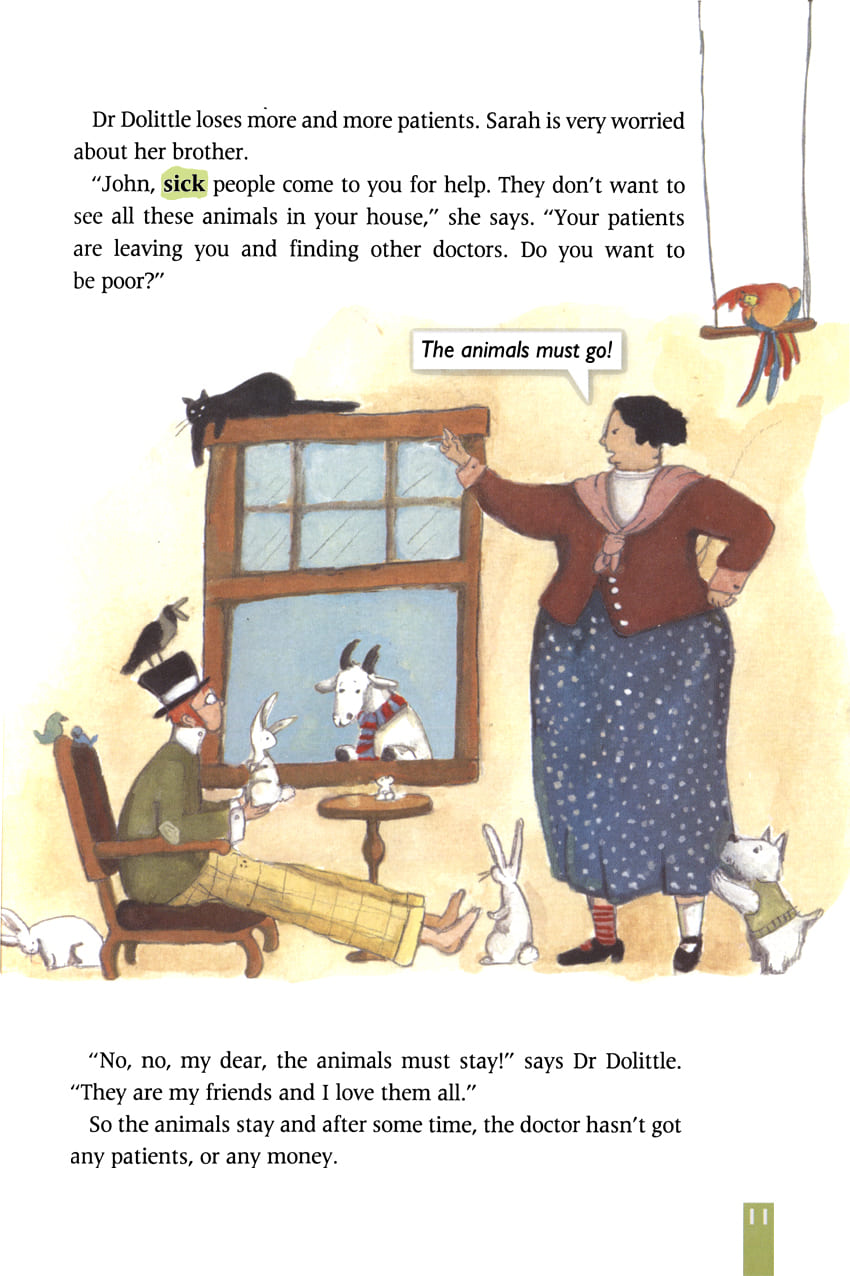 Dr Dolittle loses more and more patients. Sarah is very worried
about her brother.
“John, sick people come to you for help. They don’t want to
see all these animals in your house,” she says. “Your patients
are leaving you and finding other doctors. Do you want to
be poor?”
The animals must go!
“No, no, my dear, the animals must stay!” says Dr Dolittle.
“They are my friends and I love them all.”
So the animals stay and after some time, the doctor hasn’t got
any patients, or any money.
11